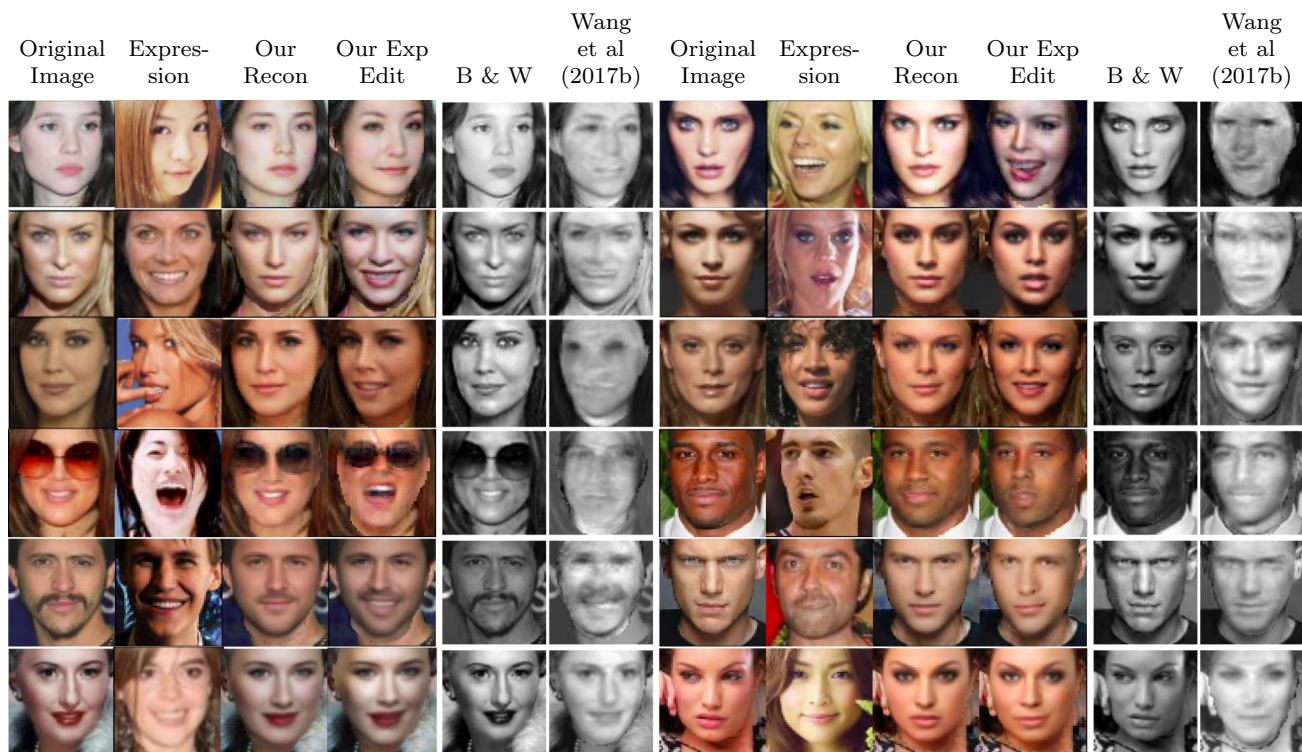 Original Image
Expres-sion
Our Recon
Our Exp Edit
B & W
Wang et al (2017b)
Original Image
Expres-sion
Our Recon
Our Exp Edit
B & W
Wang et al (2017b)